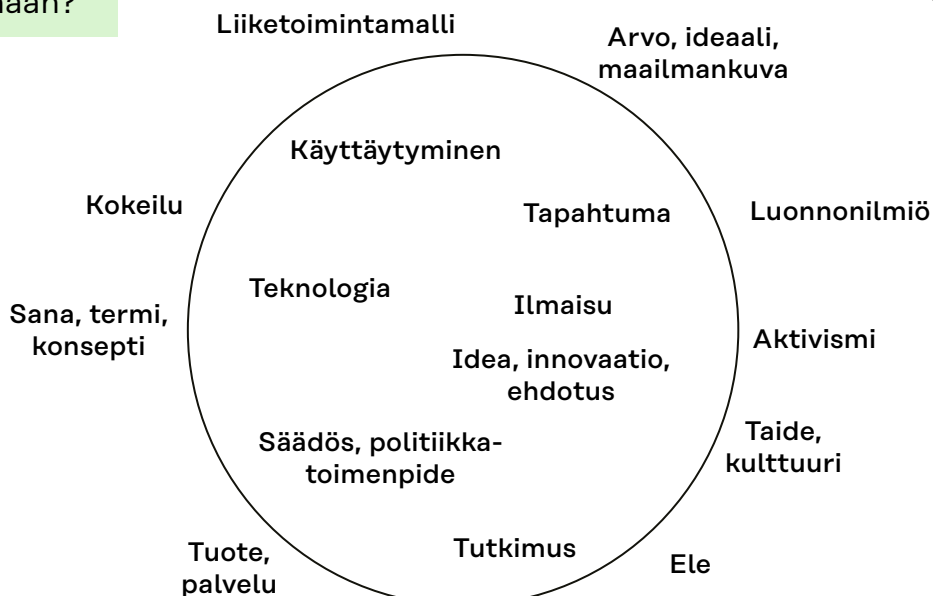 Liiketoimintamalli
Arvo, ideaali,
maailmankuva
Käyttäytyminen
Kokeilu
Tapahtuma
Luonnonilmiö
Teknologia
Ilmaisu
Sana, termi,
konsepti
Aktivismi
Idea, innovaatio,
ehdotus
Säädös, politiikka-
toimenpide
Taide,
kulttuuri
Tutkimus
Tuote,
palvelu
Ele